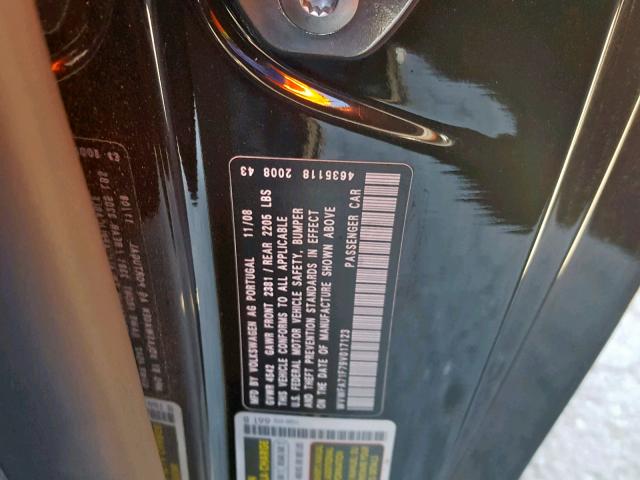 4635118 2008 43
MFD BY VOLKSWAGEN AG PORTUGAL 11/08
GVWR 4542 GAWR FRONT 2381/ REAR 2205 LBS
THIS VEHICLE CONFORMS TO ALL APPLICABLE
U.S. FEDERAL MOTOR VEHICLE SAFETY, BUMPER
AND THEFT PREVENTION STANDARDS IN EFFECT
ON DATE OF MANUFACTURE SHOWN ABOVE
WVWFA71F79V017123 PASSENGER CAR